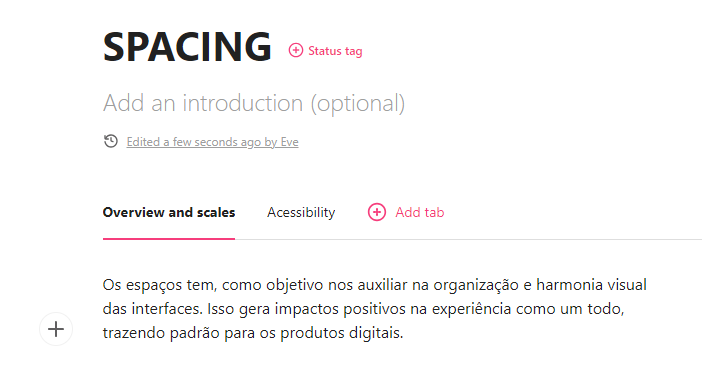 SPACING
Status tag
Add an introduction (optional)
Edited a few seconds ago by Eve
Overview and scales
Acessibility
Add tab
Os espaços tem, como objetivo nos auxiliar na organização e harmonia visual
das interfaces. Isso gera impactos positivos na experiência como um todo,
trazendo padrão para os produtos digitais.